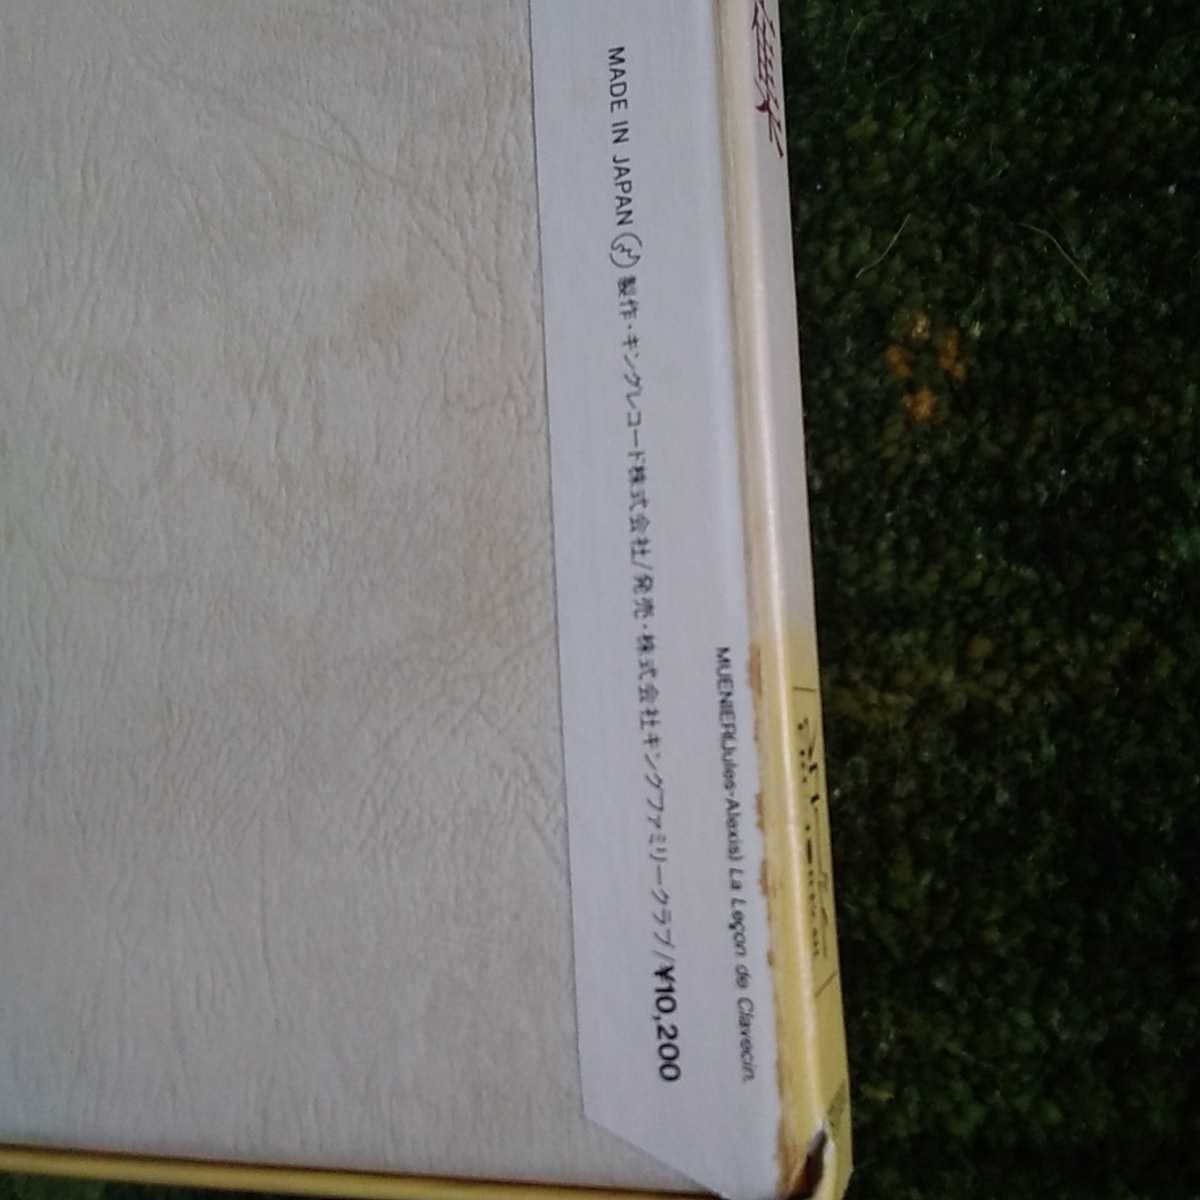 MADE IN JAPAN 製作・キングレコード株式会社/発売・株式会社キングファミリークラブ/¥10,200
MUENIER(Jules-Alexis) La Leçon de Clavecin.